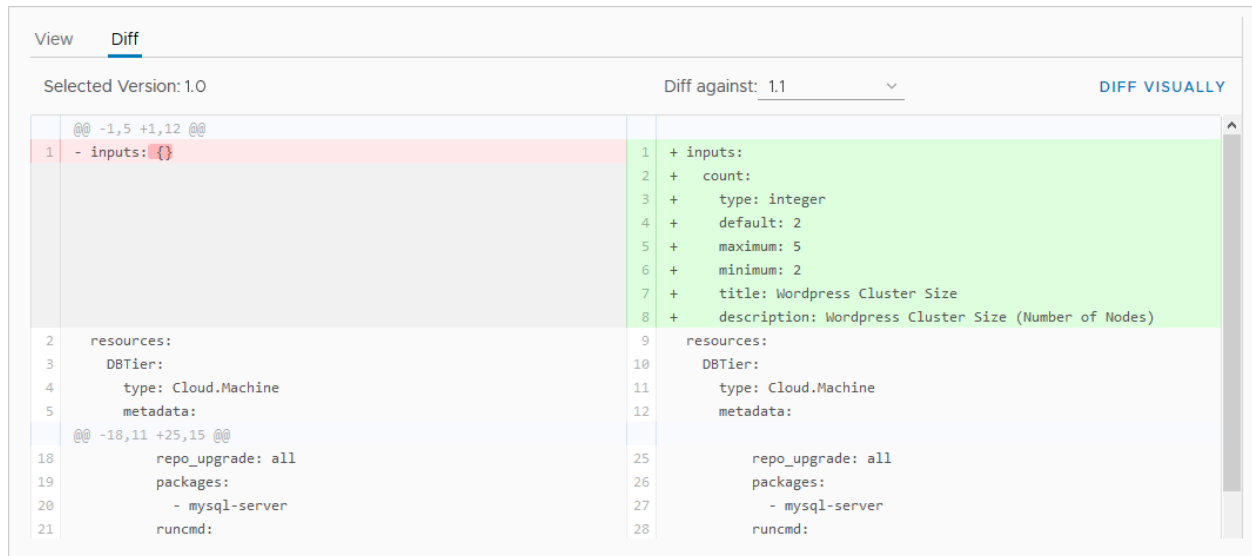 View Diff
Selected Version: 1.0 Diff against: 1.1 DIFF VISUALLY
@@ -1,5 +1,12 @@
1 - inputs: {} 1 + inputs:
2 + count:
3 + type: integer
4 + default: 2
5 + maximum: 5
6 + minimum: 2
7 + title: Wordpress Cluster Size
8 + description: Wordpress Cluster Size (Number of Nodes)
2 resources: 9 resources:
3 DBTier: 10 DBTier:
4 type: Cloud.Machine 11 type: Cloud.Machine
5 metadata: 12 metadata:
@@ -18,11 +25,15 @@
18 repo_upgrade: all 25 repo_upgrade: all
19 packages: 26 packages:
20 - mysql-server 27 - mysql-server
21 runcmd: 28 runcmd: